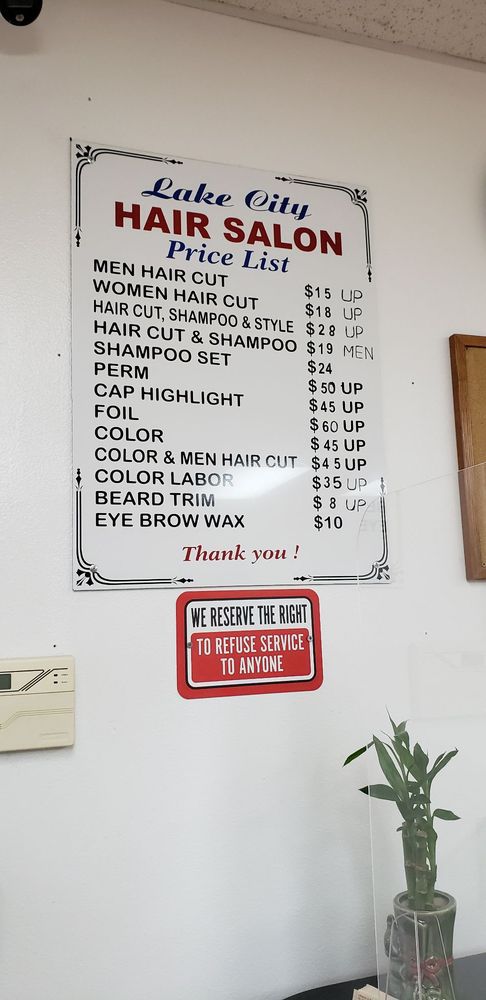 Lake City
HAIR SALON
Price List
MEN HAIR CUT $15 UP
WOMEN HAIR CUT $18 UP
HAIR CUT, SHAMPOO & STYLE $28 UP
HAIR CUT & SHAMPOO $19 MEN
SHAMPOO SET $24
PERM $50 UP
CAP HIGHLIGHT $45 UP
FOIL $60 UP
COLOR $45 UP
COLOR & MEN HAIR CUT $45 UP
COLOR LABOR $35 UP
BEARD TRIM $8 UP
EYE BROW WAX $10
Thank you !
WE RESERVE THE RIGHT
TO REFUSE SERVICE
TO ANYONE